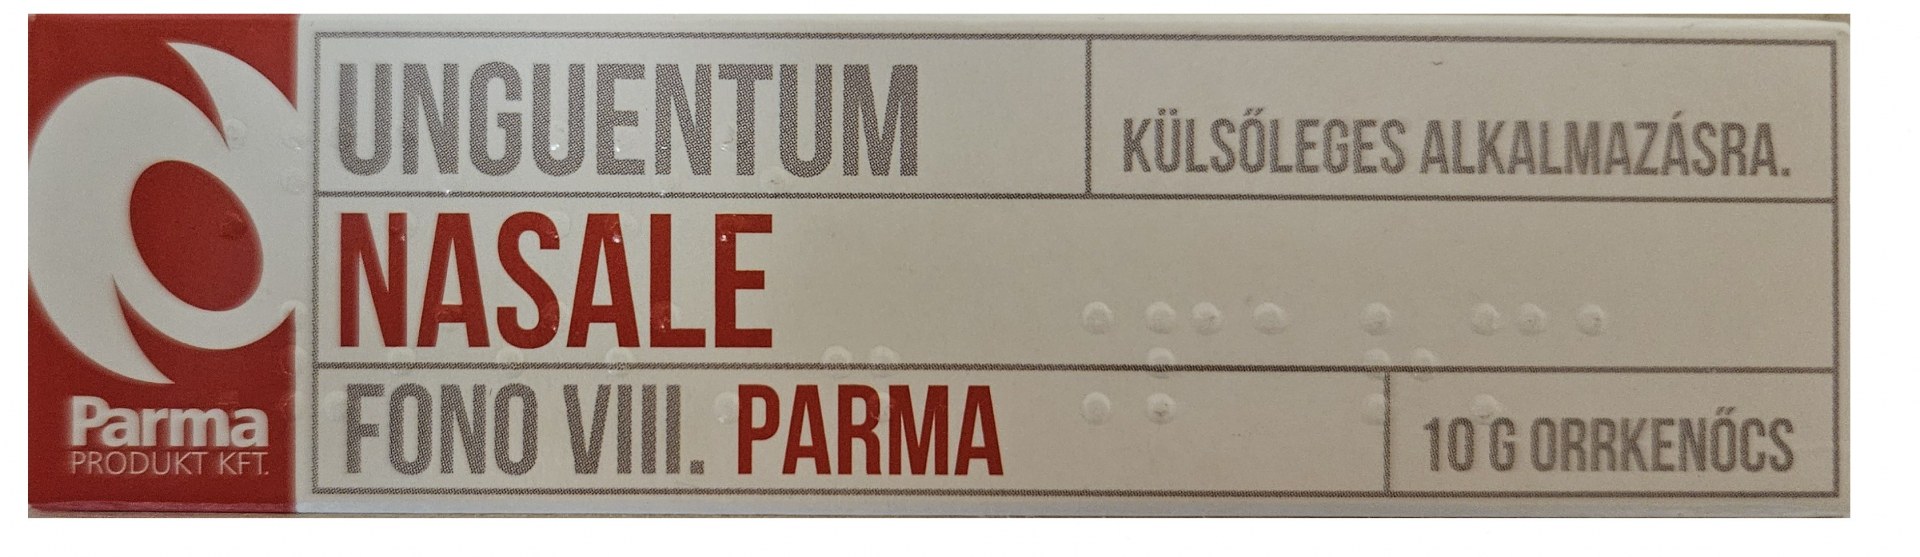 UNGUENTUM
KÜLSŐLEGES ALKALMAZÁSRA.
NASALE
FONO VIII. PARMA
10 G ORRKENŐCS
Parma
PRODUKT KFT.